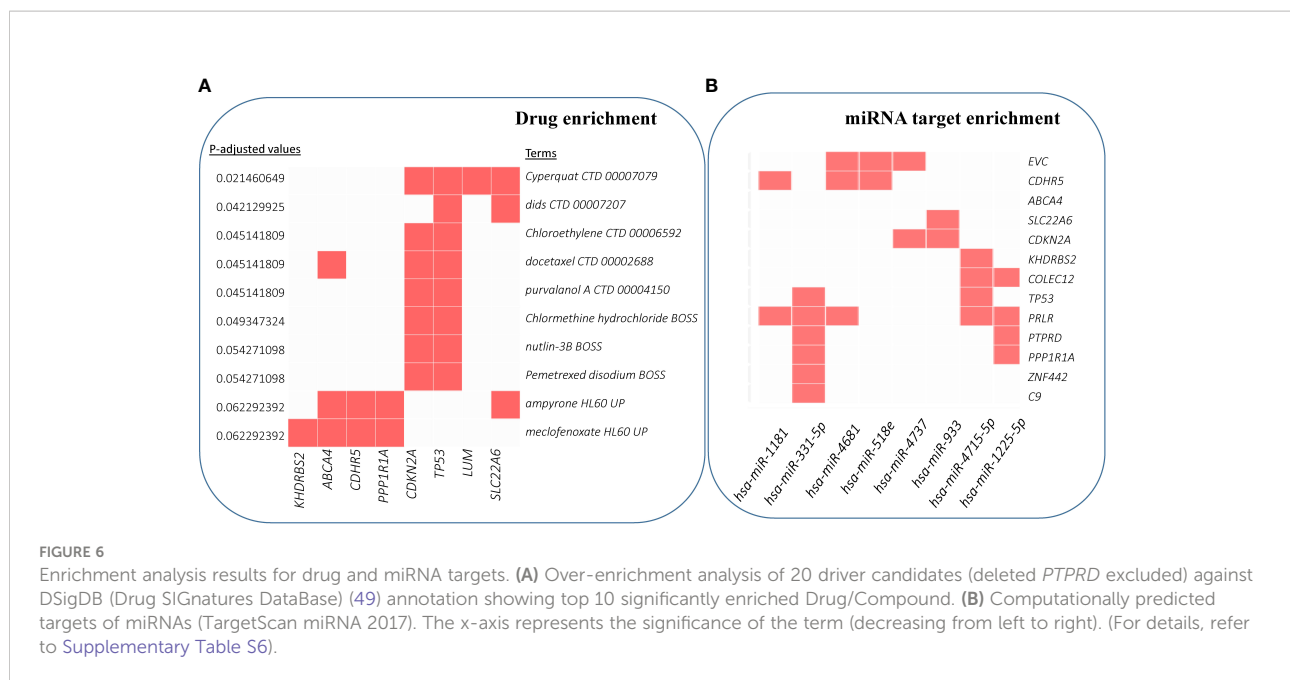 A
Drug enrichment
P-adjusted values
Terms
0.021460649
Cyperquat CTD 00007079
0.042129925
dids CTD 00007207
0.045141809
Chloroethylene CTD 00006592
0.045141809
docetaxel CTD 00002688
0.045141809
purvalanol A CTD 00004150
0.049347324
Chlormethine hydrochloride BOSS
0.054271098
nutlin-3B BOSS
0.054271098
Pemetrexed disodium BOSS
0.062292392
ampyrone HL60 UP
0.062292392
meclofenoxate HL60 UP
KHDRBS2
ABCA4
CDHR5
PPP1R1A
CDKN2A
TP53
LUM
SLC22A6
B
miRNA target enrichment
EVC
CDHR5
ABCA4
SLC22A6
CDKN2A
KHDRBS2
COLEC12
TP53
PRLR
PTPRD
PPP1R1A
ZNF442
C9
hsa-miR-1181
hsa-miR-331-5p
hsa-miR-4681
hsa-miR-518e
hsa-miR-4737
hsa-miR-933
hsa-miR-4715-5p
hsa-miR-1225-5p
FIGURE 6
Enrichment analysis results for drug and miRNA targets. (A) Over-enrichment analysis of 20 driver candidates (deleted PTPRD excluded) against
DSigDB (Drug SIGnatures DataBase) (49) annotation showing top 10 significantly enriched Drug/Compound. (B) Computationally predicted
targets of miRNAs (TargetScan miRNA 2017). The x-axis represents the significance of the term (decreasing from left to right). (For details, refer
to Supplementary Table S6).